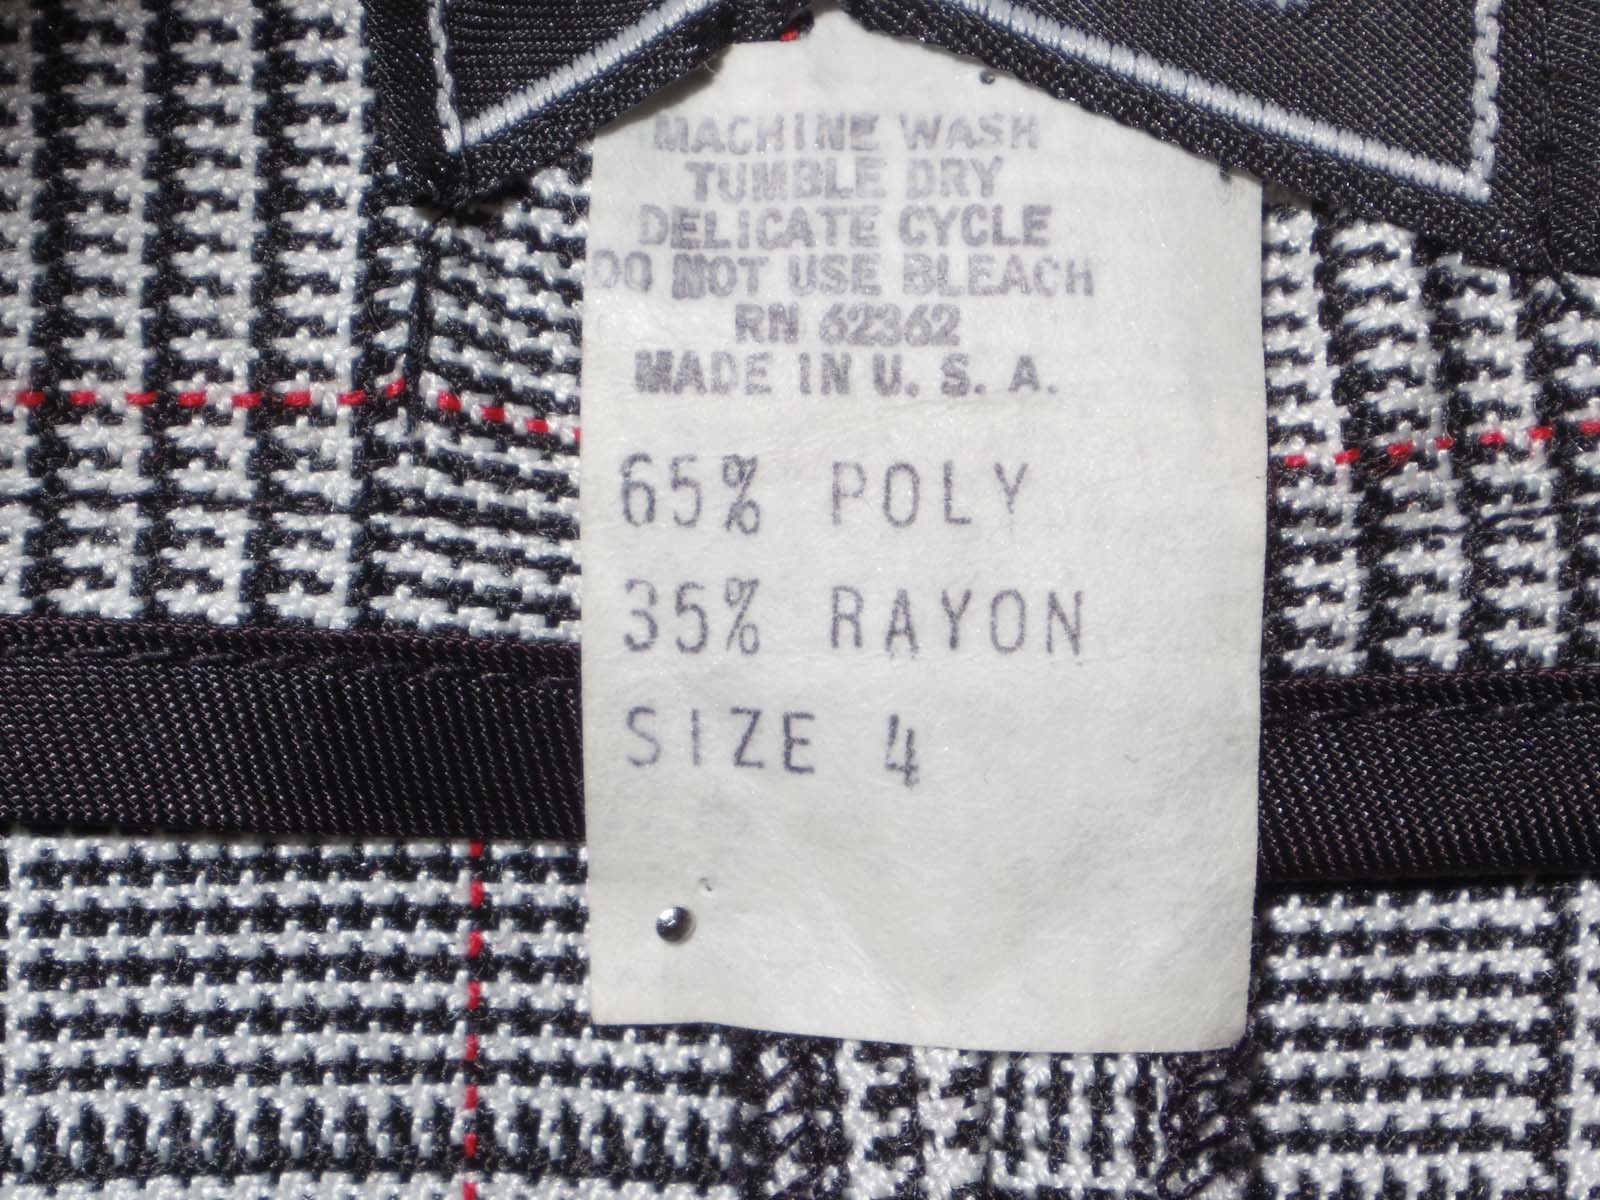 MACHINE WASH
TUMBLE DRY
DELICATE CYCLE
DO NOT USE BLEACH
RN 62362
MADE IN U. S. A.
65% POLY
35% RAYON
SIZE 4